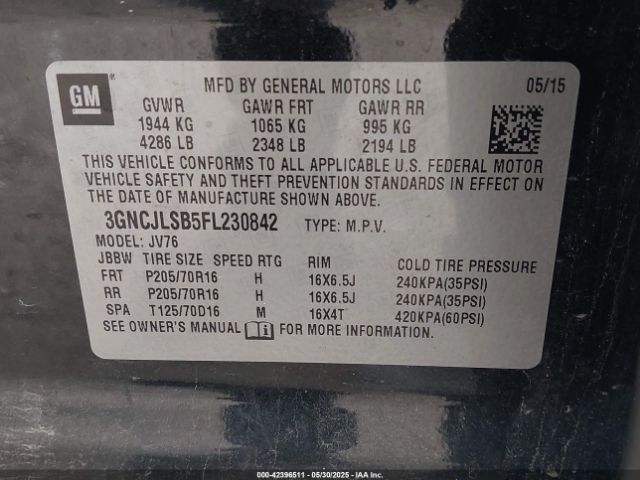 GM
MFD BY GENERAL MOTORS LLC 05/15
GVWR GAWR FRT GAWR RR
1944 KG 1065 KG 995 KG
4286 LB 2348 LB 2194 LB
THIS VEHICLE CONFORMS TO ALL APPLICABLE U.S. FEDERAL MOTOR
VEHICLE SAFETY AND THEFT PREVENTION STANDARDS IN EFFECT ON
THE DATE OF MANUFACTURE SHOWN ABOVE.
3GNCJLSB5FL230842 TYPE: M.P.V.
MODEL: JV76
JBBW TIRE SIZE SPEED RTG RIM COLD TIRE PRESSURE
FRT P205/70R16 H 16X6.5J 240KPA(35PSI)
RR P205/70R16 H 16X6.5J 240KPA(35PSI)
SPA T125/70D16 M 16X4T 420KPA(60PSI)
SEE OWNER'S MANUAL FOR MORE INFORMATION.
000-42396511 — 05/30/2025 — IAA, Inc.